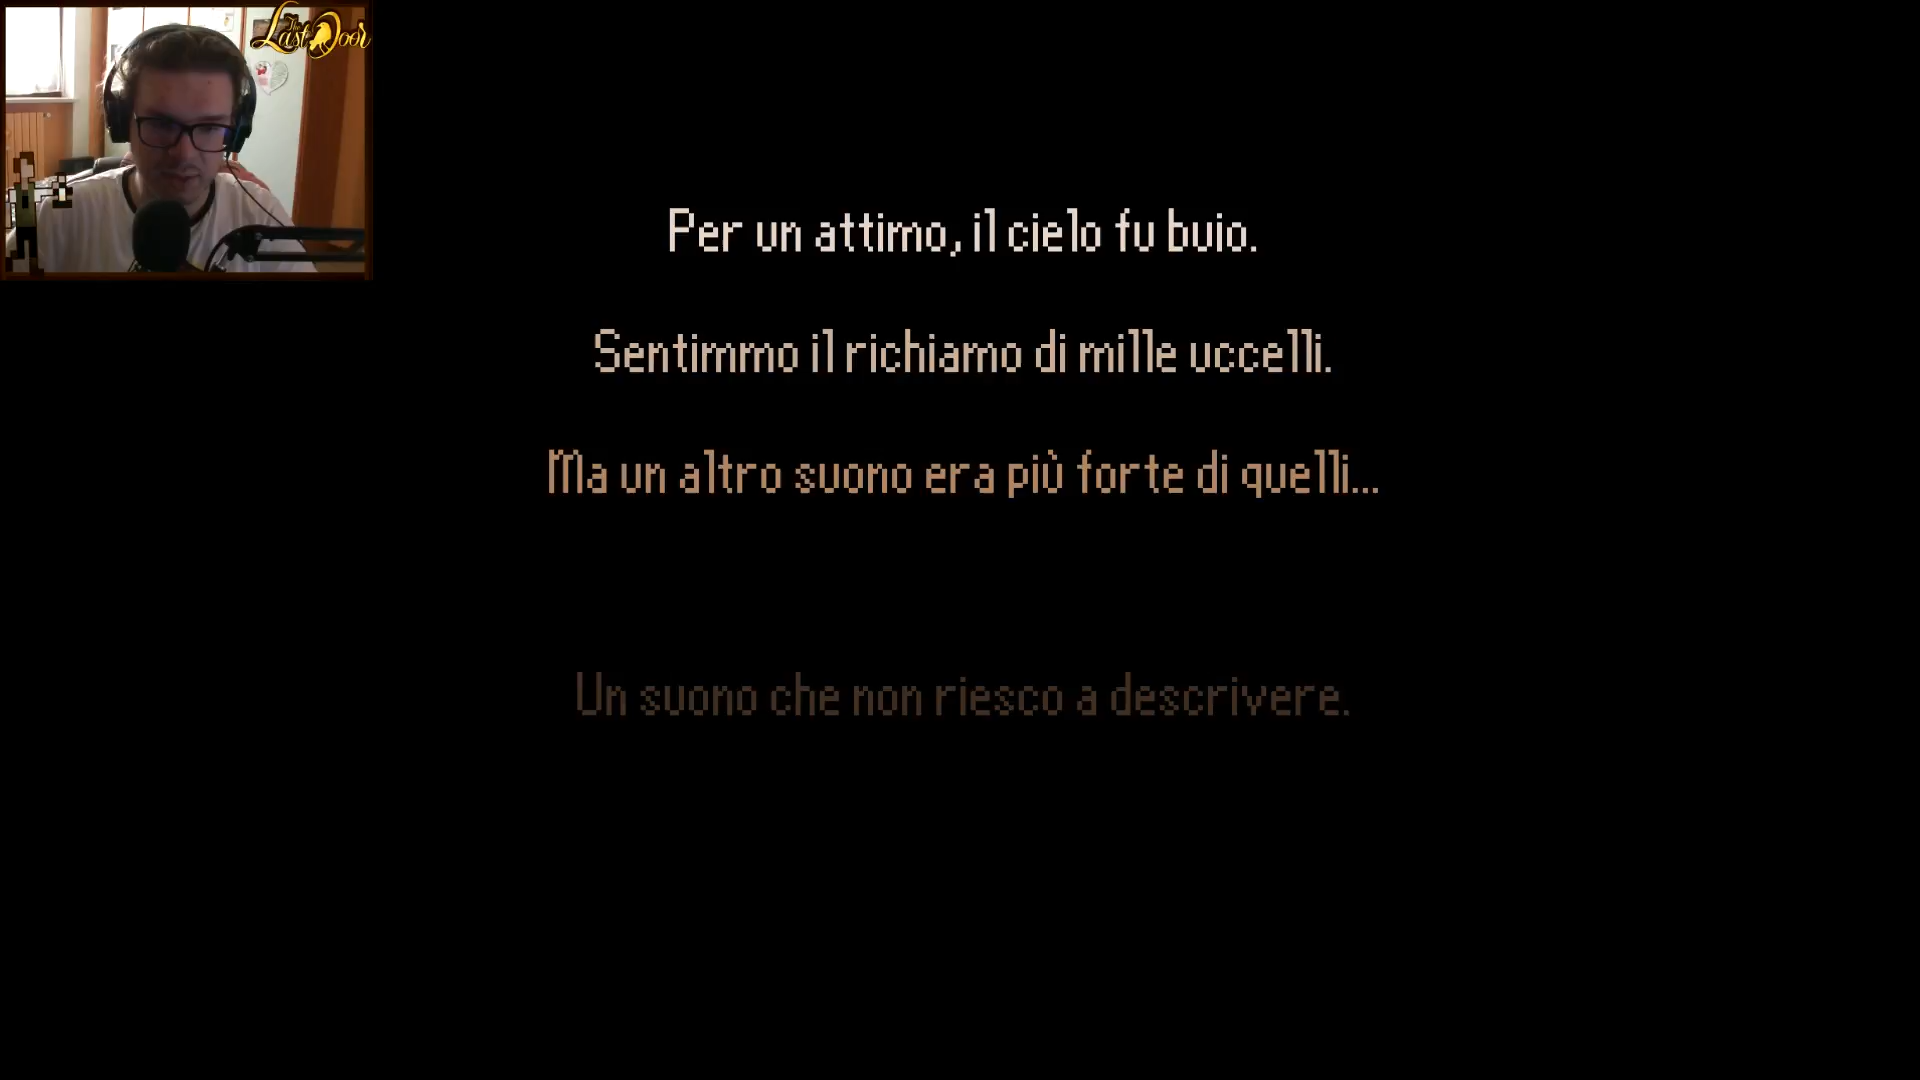 The
Last Door
Per un attimo, il cielo fu buio.
Sentimmo il richiamo di mille uccelli.
Ma un altro suono era più forte di quelli...
Un suono che non riesco a descrivere.